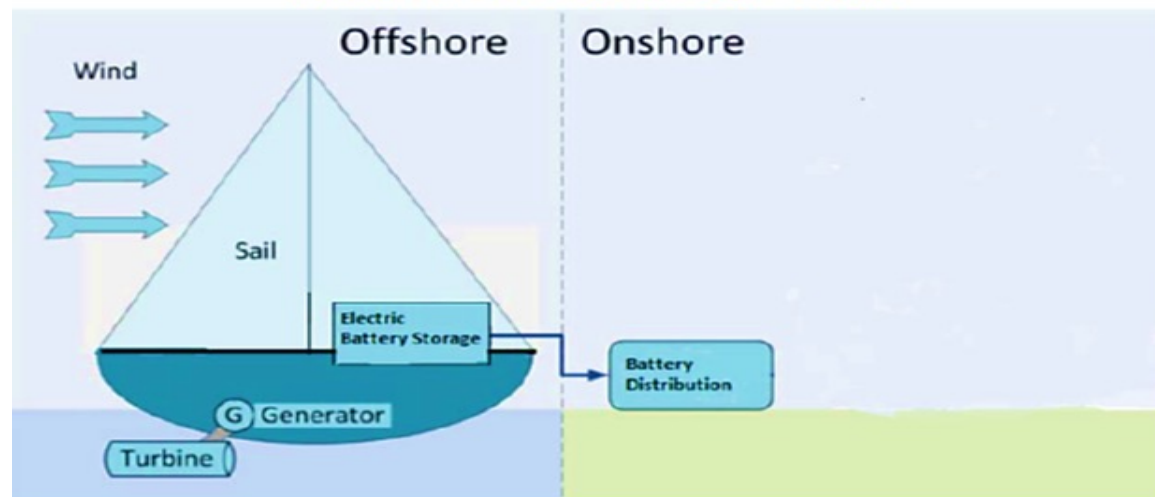 Offshore
Onshore
Wind
Sail
Electric
Battery Storage
Battery
Distribution
G Generator
Turbine